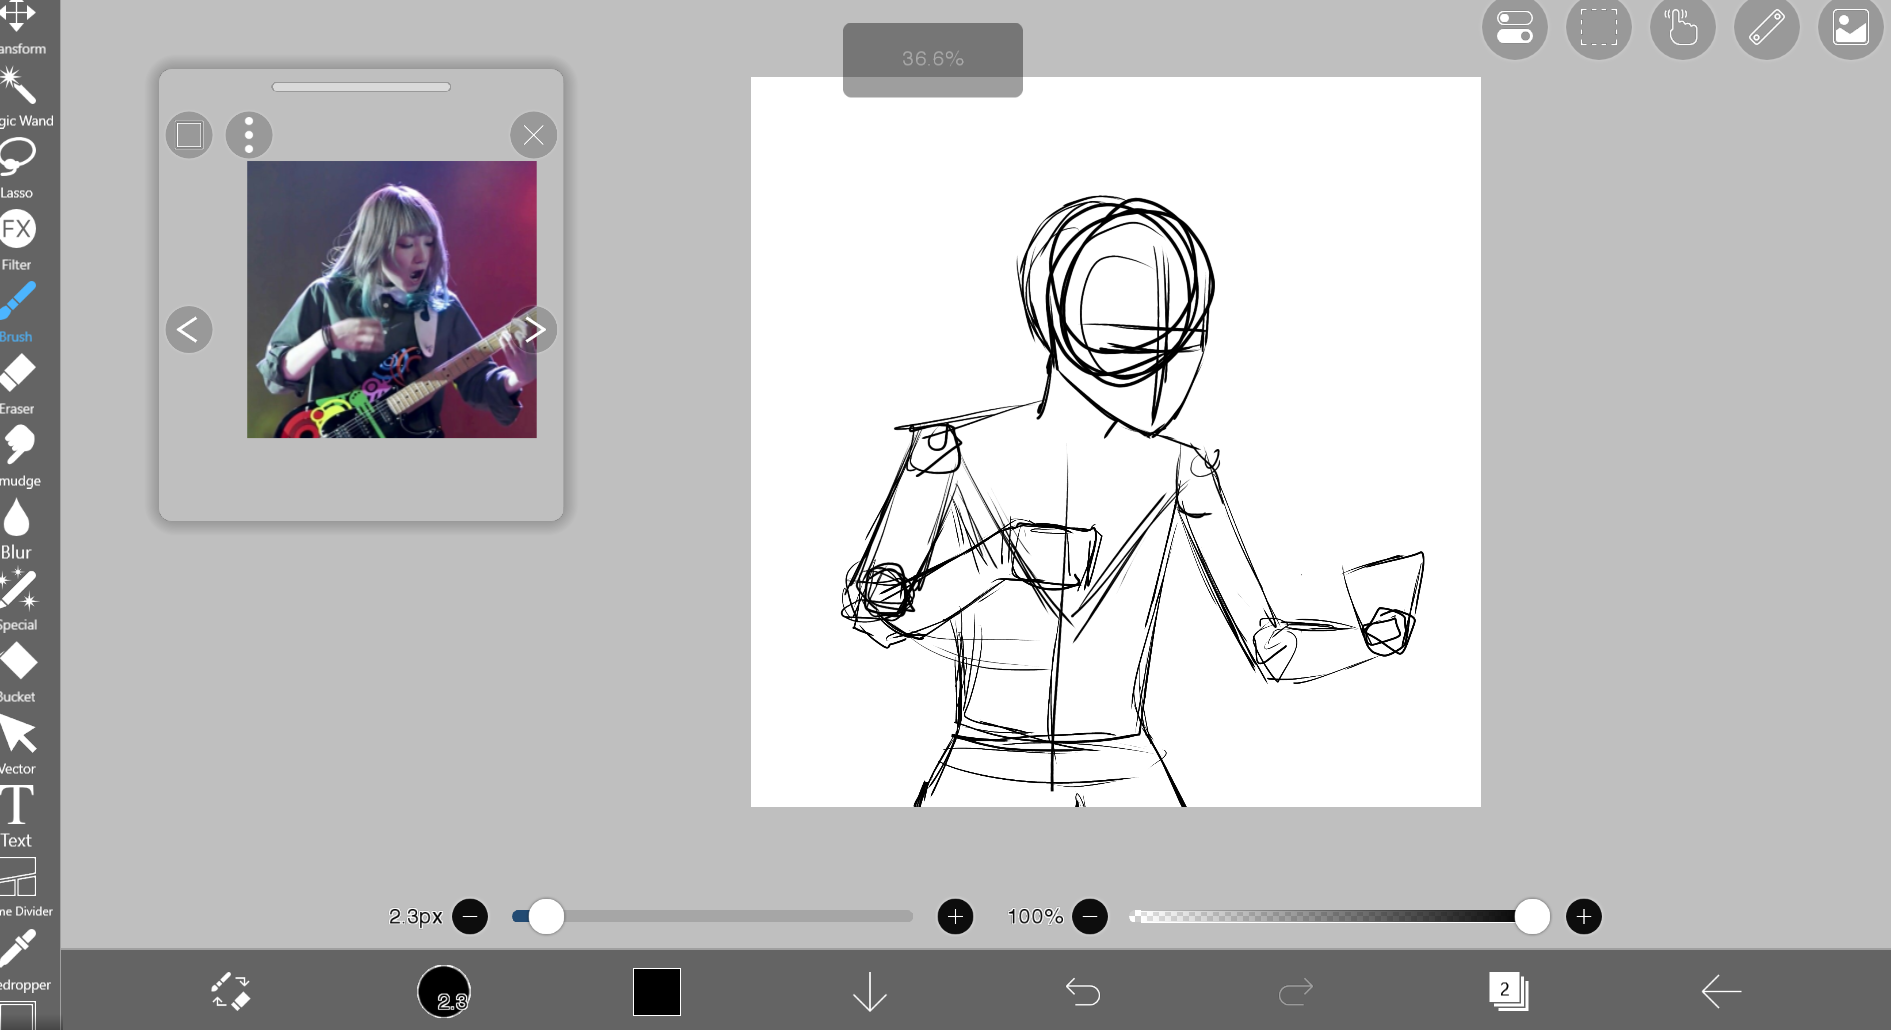 36.6%
ansform
gic Wand
Lasso
FX
Filter
Brush
Eraser
mudge
Blur
Special
Bucket
Vector
T
Text
me Divider
edropper
2.3px
100%
2.3
2